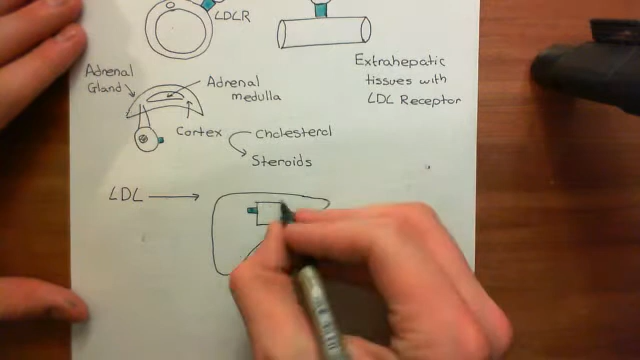 LDLR
Extrahepatic
tissues with
LDL Receptor
Adrenal
Gland
Adrenal
medulla
Cortex
Cholesterol
Steroids
LDL